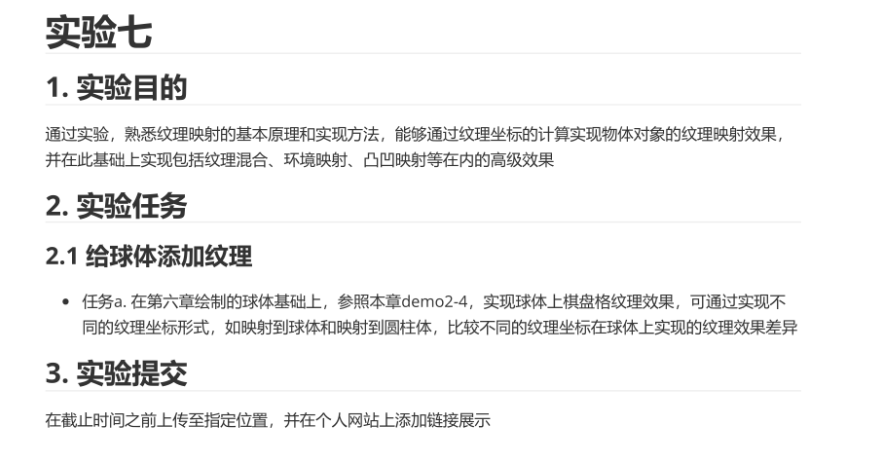 实验七
1. 实验目的
通过实验，熟悉纹理映射的基本原理和实现方法，能够通过纹理坐标的计算实现物体对象的纹理映射效果，
并在此基础上实现包括纹理混合、环境映射、凸凹映射等在内的高级效果
2. 实验任务
2.1 给球体添加纹理
• 任务a. 在第六章绘制的球体基础上，参照本章demo2-4，实现球体上棋盘格纹理效果，可通过实现不
同的纹理坐标形式，如映射到球体和映射到圆柱体，比较不同的纹理坐标在球体上实现的纹理效果差异
3. 实验提交
在截止时间之前上传至指定位置，并在个人网站上添加链接展示